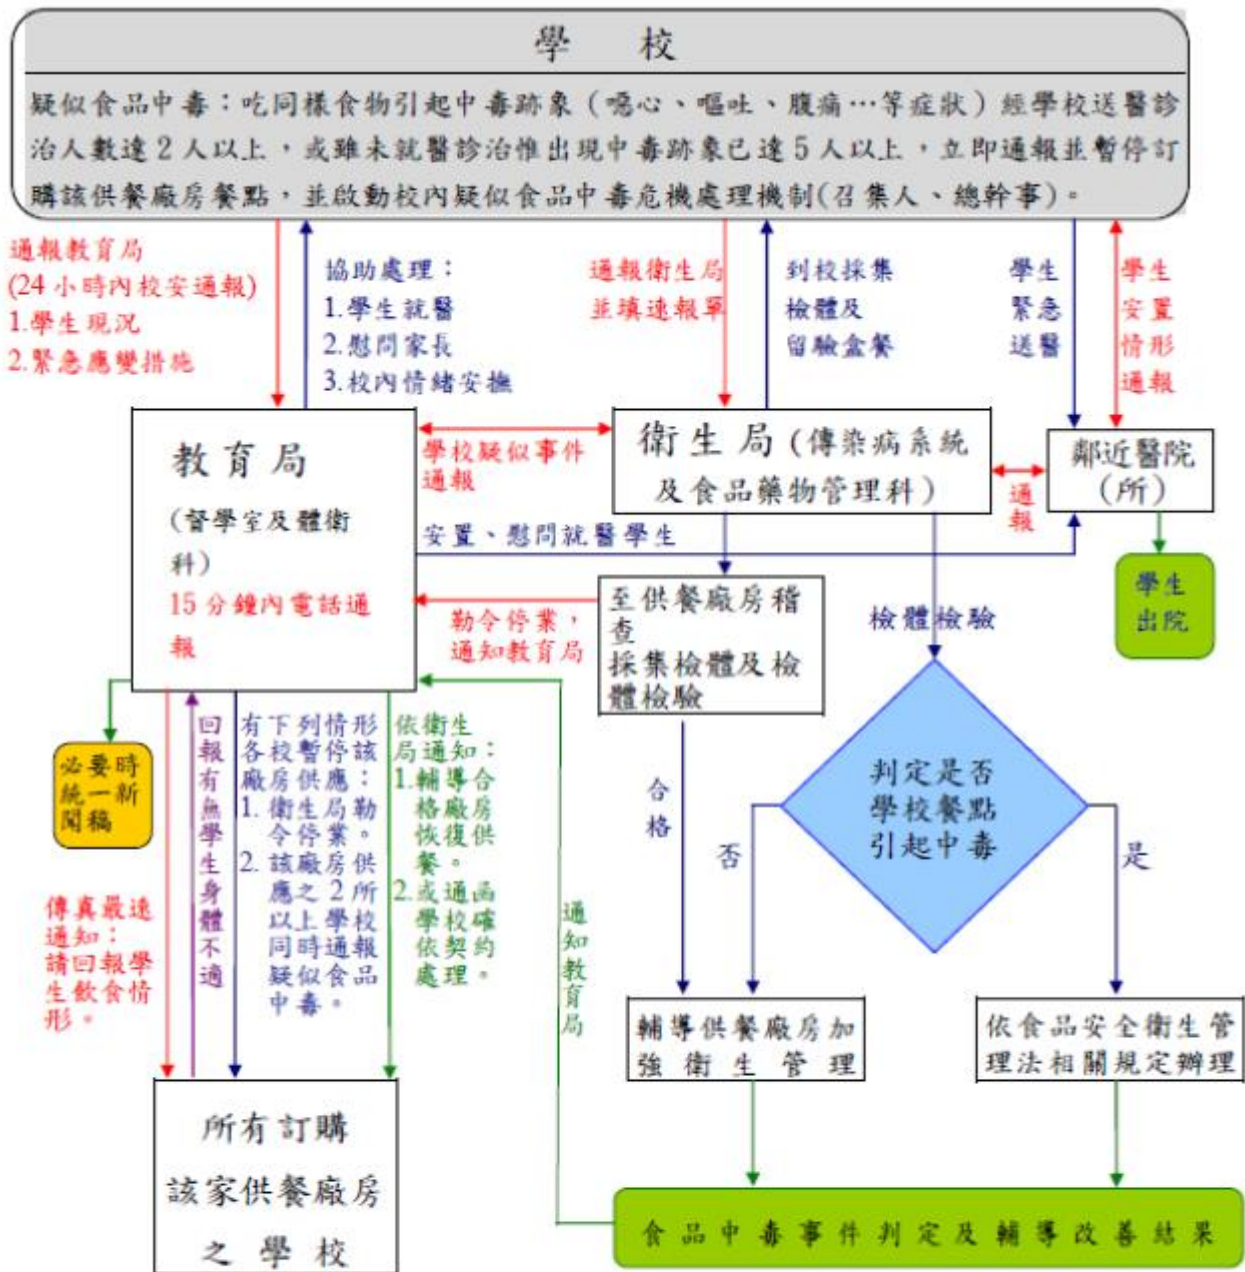 學校
疑似食品中毒：吃同樣食物引起中毒跡象（噁心、嘔吐、腹痛…等症狀）經學校送醫診
治人數達2人以上，或雖未就醫診治惟出現中毒跡象已達5人以上，立即通報並暫停訂
購該供餐廠房餐點，並啟動校內疑似食品中毒危機處理機制(召集人、總幹事)。
通報教育局
(24小時內校安通報)
1.學生現況
2.緊急應變措施
協助處理：
1.學生就醫
2.慰問家長
3.校內情緒安撫
通報衛生局
並填速報單
到校採集
檢體及
留驗盒餐
學生
緊急
送醫
學生
安置
情形
通報
教育局
(督學室及體衛
科)
15分鐘內電話通
報
學校疑似事件
通報
衛生局(傳染病系統
及食品藥物管理科)
通
報
鄰近醫院
(所)
安置、慰問就醫學生
學生
出院
勒令停業，
通知教育局
至供餐廠房稽
查
採集檢體及檢
體檢驗
檢體檢驗
必要時
統一新
聞稿
傳真最速
通知：
請回報學
生飲食情
形。
回報有無學生身體不適
有下列情形
各校暫停該
廠房供應：
1. 衛生局勒
令停業。
2. 該廠房供
應之2所
以上學校
同時通報
疑似食品
中毒。
依衛生
局通知：
1.輔導合
格廠房
恢復供
餐。
2.或通函
學校確
依契約
處理。
通知教育局
合格
判定是否
學校餐點
引起中毒
否
是
輔導供餐廠房加
強衛生管理
依食品安全衛生管
理法相關規定辦理
所有訂購
該家供餐廠房
之學校
食品中毒事件判定及輔導改善結果